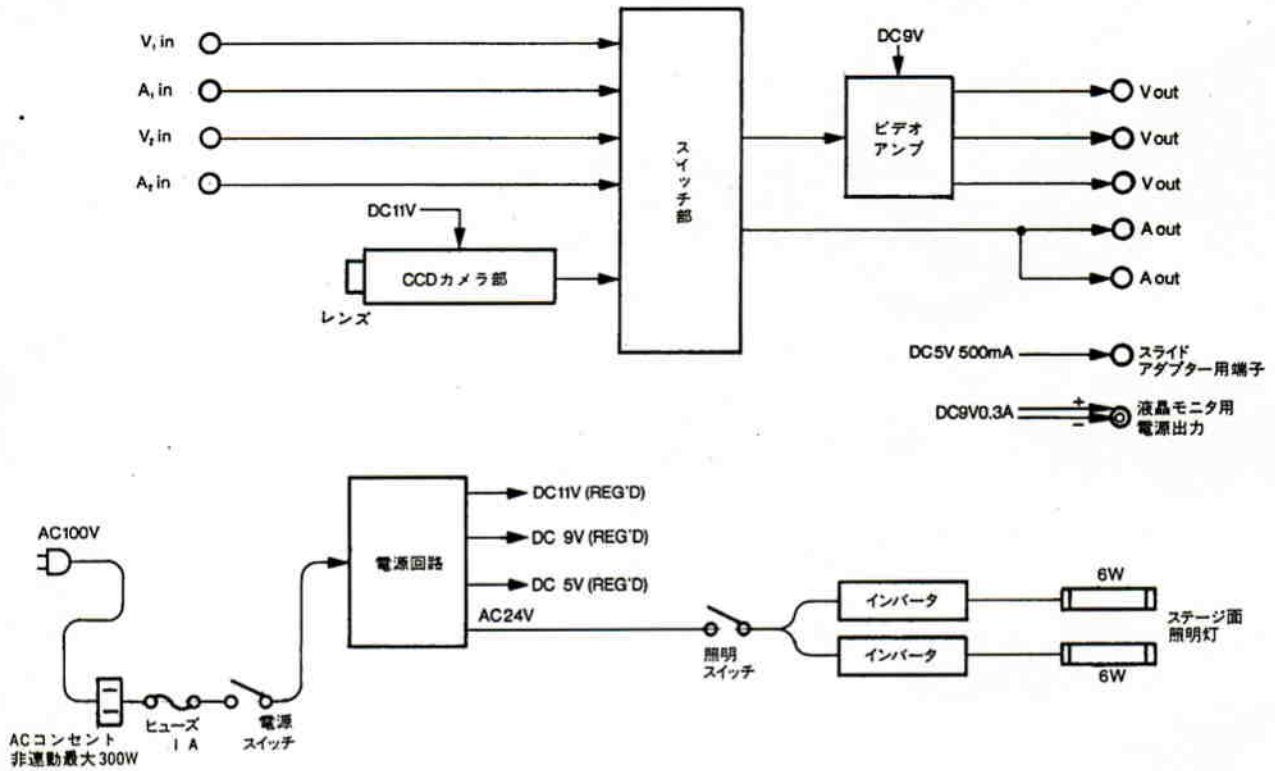 V₁ in
A₁ in
V₂ in
A₂ in
DC11V
CCDカメラ部
レンズ
スイッチ部
DC9V
ビデオ
アンプ
V out
V out
V out
A out
A out
DC5V 500mA
スライド
アダプター用端子
DC9V0.3A
+
−
液晶モニタ用
電源出力
AC100V
電源回路
DC11V (REG'D)
DC 9V (REG'D)
DC 5V (REG'D)
AC24V
照明
スイッチ
インバータ
インバータ
6W
6W
ステージ面
照明灯
ACコンセント
非連動最大300W
ヒューズ
1A
電源
スイッチ